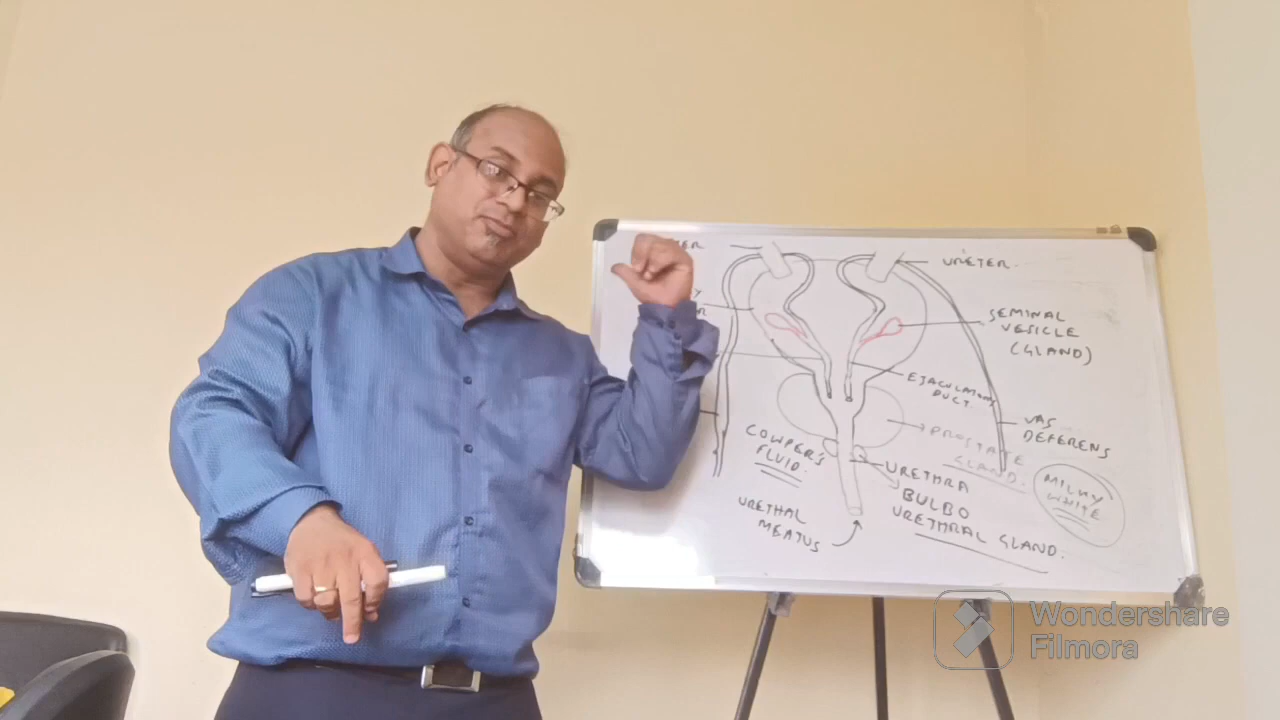 URETER.
SEMINAL
VESICLE
(GLAND)
EJACULATORY
DUCT.
VAS
DEFERENS
PROSTATE
GLAND.
MILKY
WHITE
COWPER'S
FLUID.
URETHRA
BULBO
URETHRAL GLAND.
URETHAL
MEATUS
Wondershare
Filmora